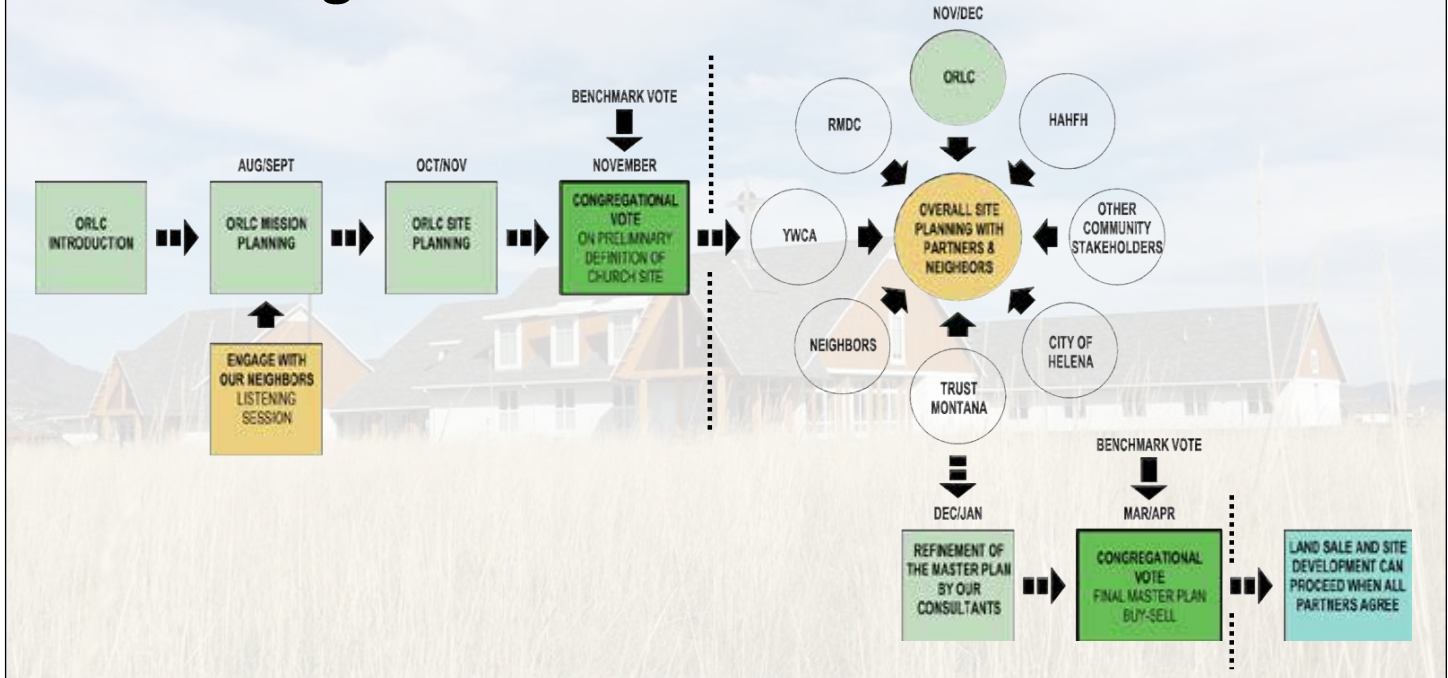 BENCHMARK VOTE
ORLC
INTRODUCTION
AUG/SEPT
ORLC MISSION
PLANNING
ENGAGE WITH
OUR NEIGHBORS
LISTENING
SESSION
OCT/NOV
ORLC SITE
PLANNING
NOVEMBER
CONGREGATIONAL
VOTE
ON PRELIMINARY
DEFINITION OF
CHURCH SITE
NOV/DEC
ORLC
RMDC
HAHFH
YWCA
OVERALL SITE
PLANNING WITH
PARTNERS &
NEIGHBORS
OTHER
COMMUNITY
STAKEHOLDERS
NEIGHBORS
TRUST
MONTANA
CITY OF
HELENA
DEC/JAN
REFINEMENT OF
THE MASTER PLAN
BY OUR
CONSULTANTS
BENCHMARK VOTE
MAR/APR
CONGREGATIONAL
VOTE
FINAL MASTER PLAN
BUY-SELL
LAND SALE AND SITE
DEVELOPMENT CAN
PROCEED WHEN ALL
PARTNERS AGREE